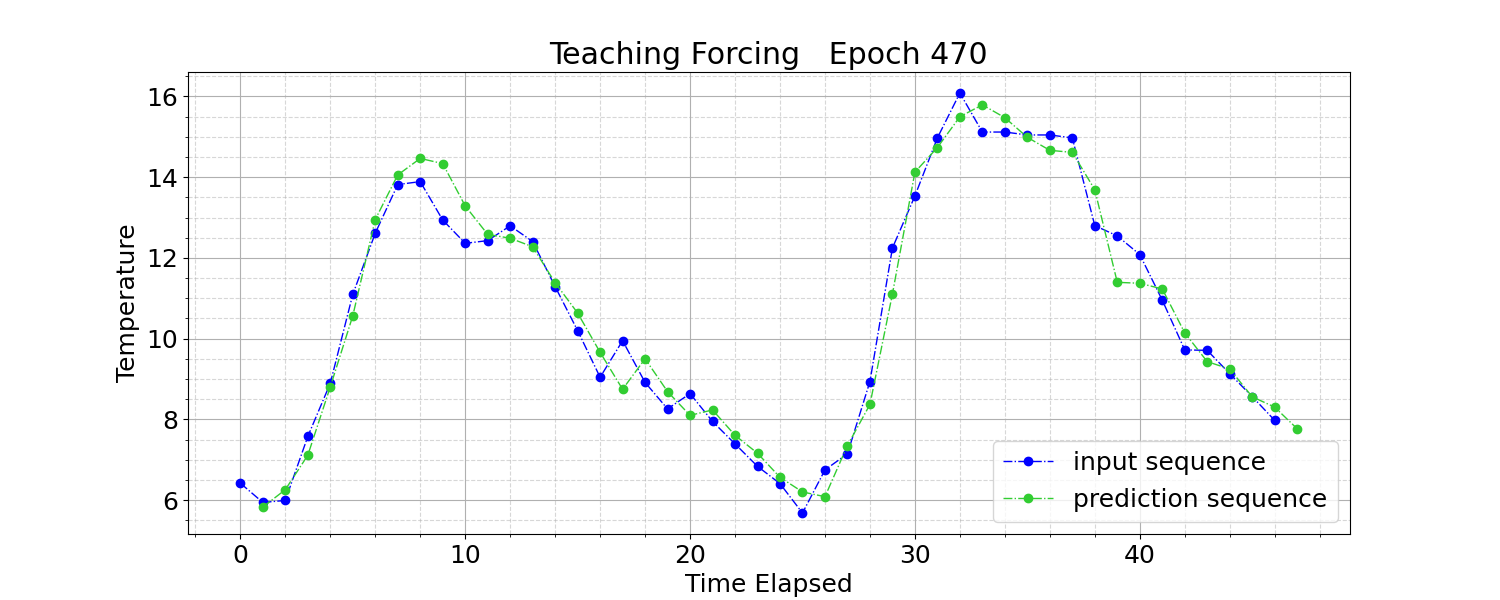 Teaching Forcing   Epoch 470
16
14
12
10
8
6
Temperature
0 10 20 30 40
Time Elapsed
input sequence
prediction sequence